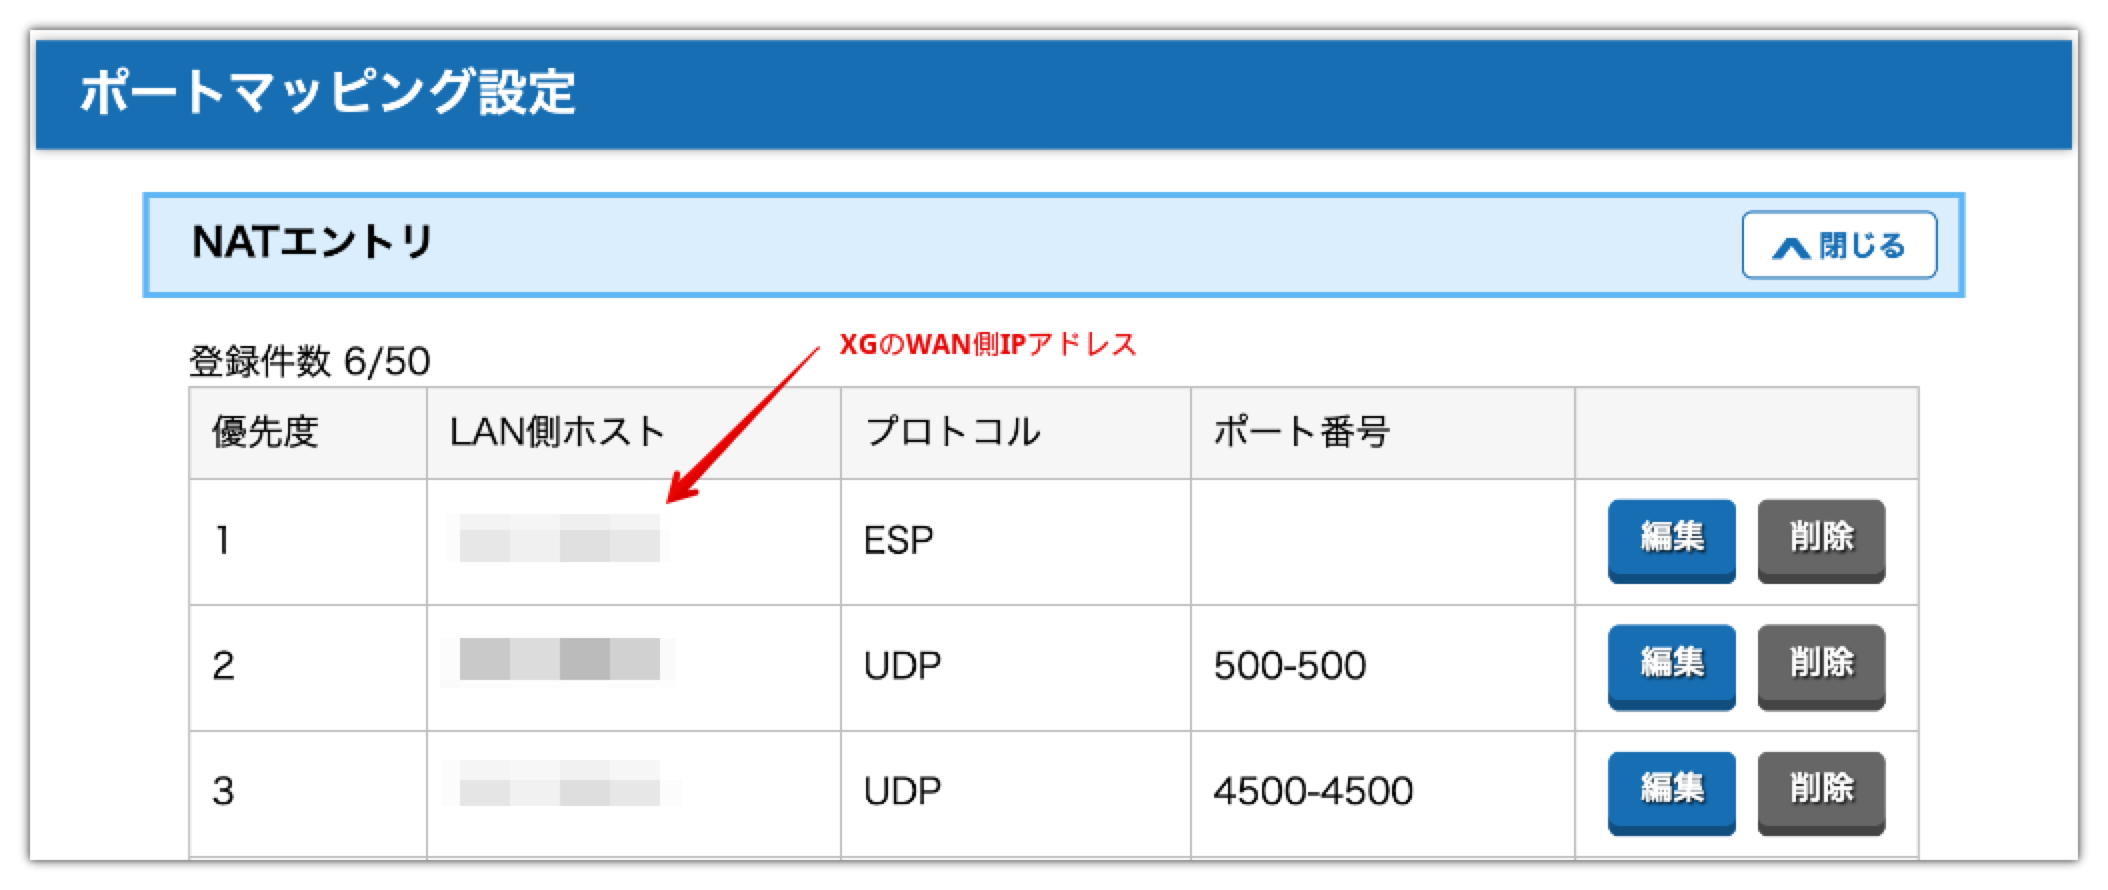 ポートマッピング設定
NATエントリ
閉じる
XGのWAN側IPアドレス
登録件数 6/50
優先度 LAN側ホスト プロトコル ポート番号
1 ESP 編集 削除
2 UDP 500-500 編集 削除
3 UDP 4500-4500 編集 削除